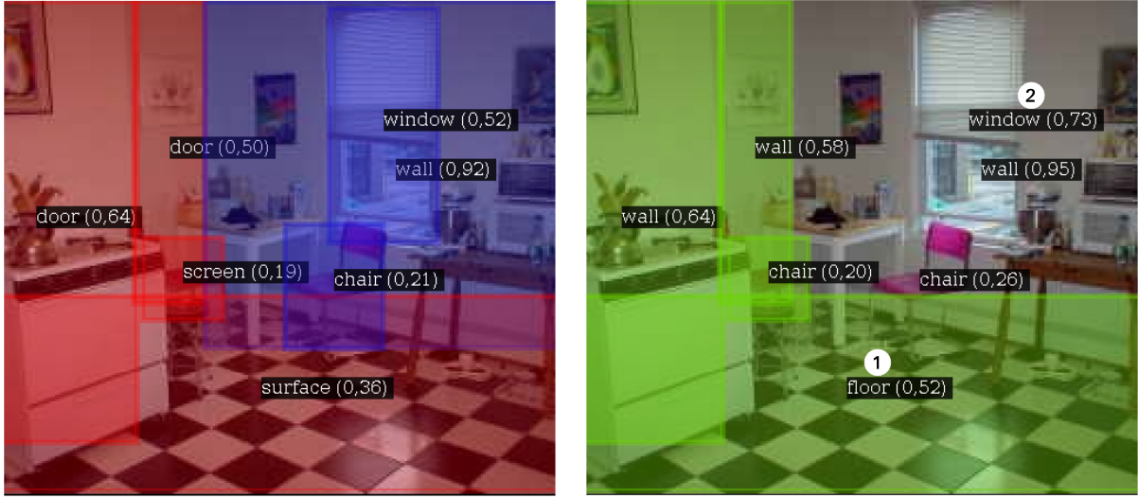 window (0,52)
door (0,50)
wall (0,92)
door (0,64)
screen (0,19)
chair (0,21)
surface (0,36)
2
window (0,73)
wall (0,58)
wall (0,95)
wall (0,64)
chair (0,20)
chair (0,26)
1
floor (0,52)